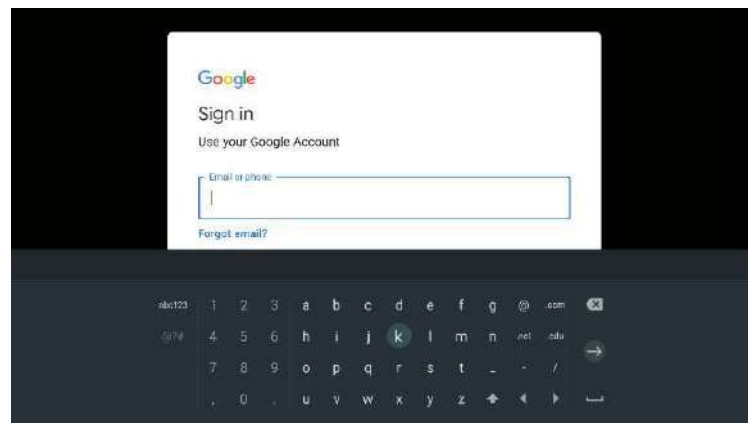 Google
Sign in
Use your Google Account
Email or phone
Forgot email?
abc123 1 2 3 a b c d e f g @ .com
@?# 4 5 6 h i j k l m n .net .edu
7 8 9 o p q r s t _ - /
, 0 . u v w x y z